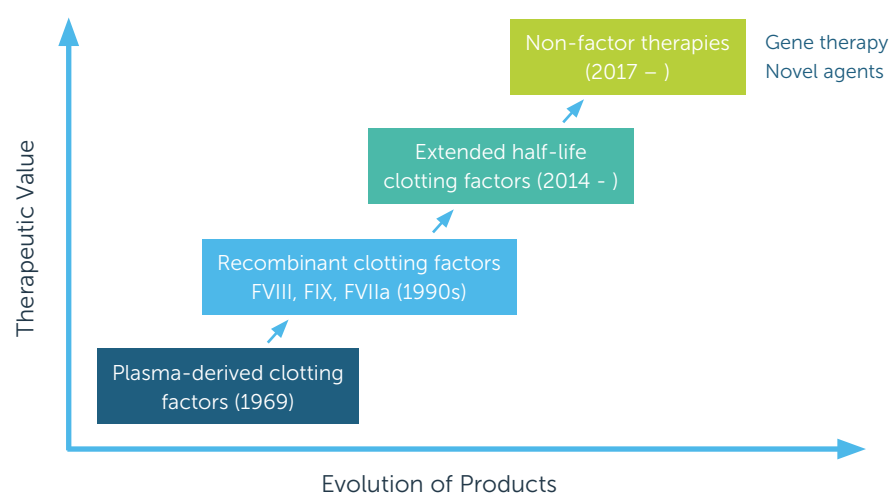 Non-factor therapies
(2017 – )
Gene therapy
Novel agents
Extended half-life
clotting factors (2014 - )
Recombinant clotting factors
FVIII, FIX, FVIIa (1990s)
Plasma-derived clotting
factors (1969)
Therapeutic Value
Evolution of Products